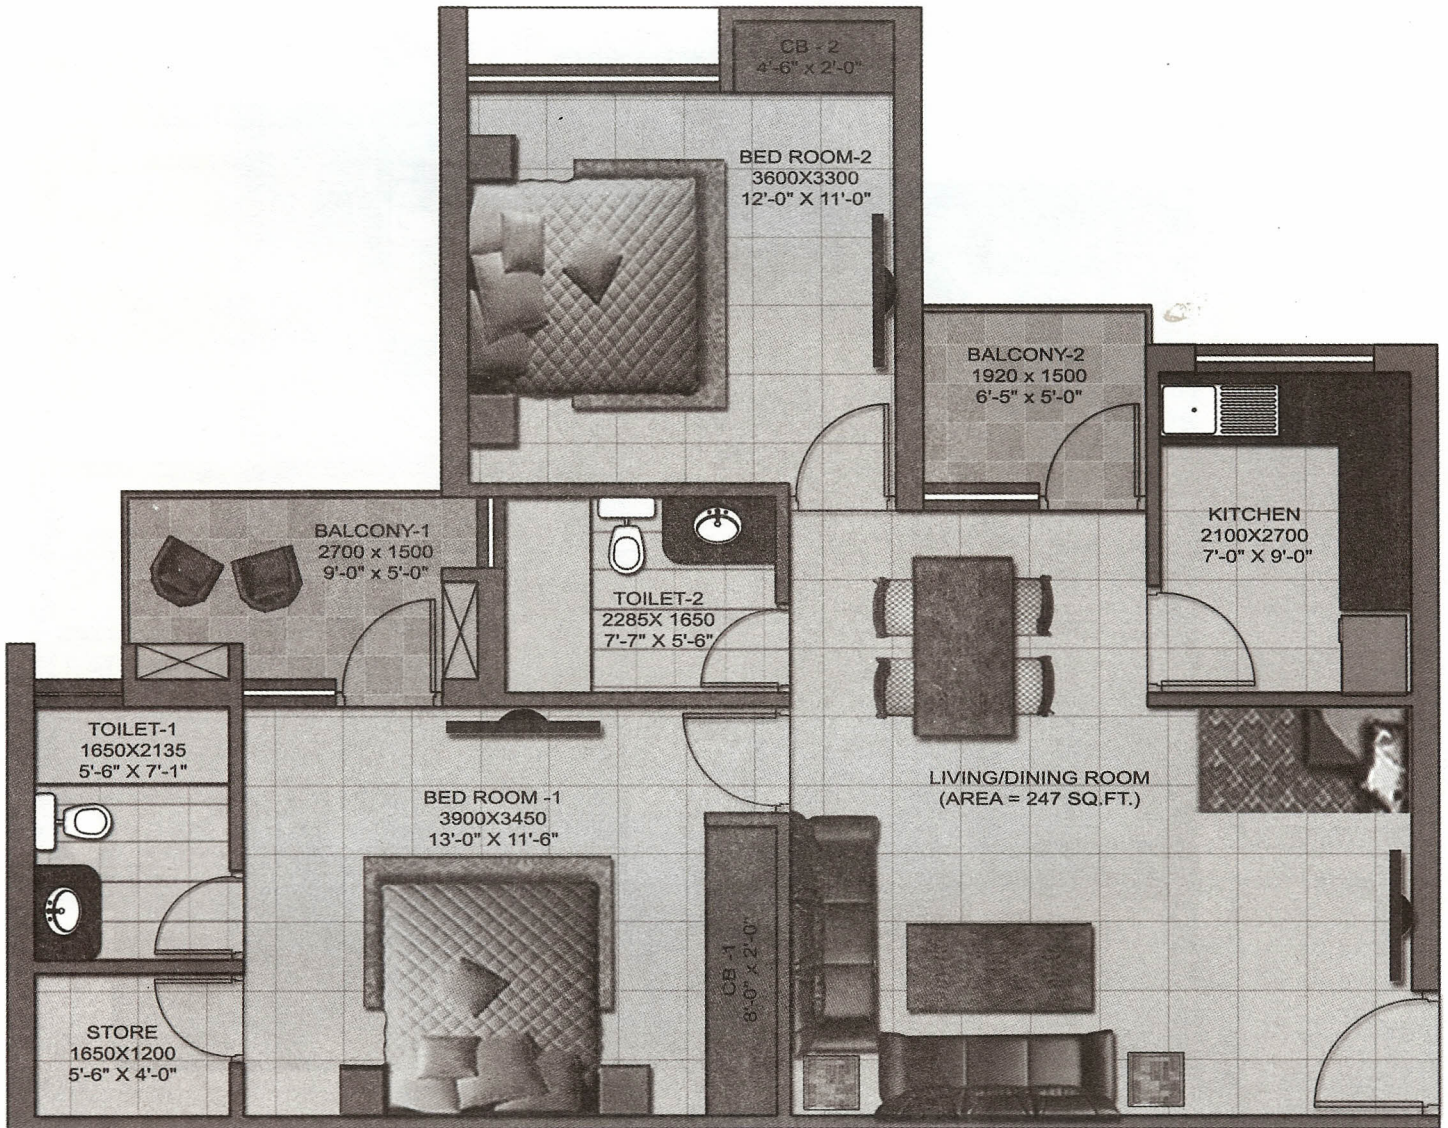 CB - 2
4'-6" x 2'-0"
BED ROOM-2
3600X3300
12'-0" X 11'-0"
BALCONY-2
1920 x 1500
6'-5" x 5'-0"
KITCHEN
2100X2700
7'-0" X 9'-0"
BALCONY-1
2700 x 1500
9'-0" x 5'-0"
TOILET-2
2285X 1650
7'-7" X 5'-6"
TOILET-1
1650X2135
5'-6" X 7'-1"
BED ROOM -1
3900X3450
13'-0" X 11'-6"
LIVING/DINING ROOM
(AREA = 247 SQ.FT.)
CB -1
8'-0" x 2'-0"
STORE
1650X1200
5'-6" X 4'-0"